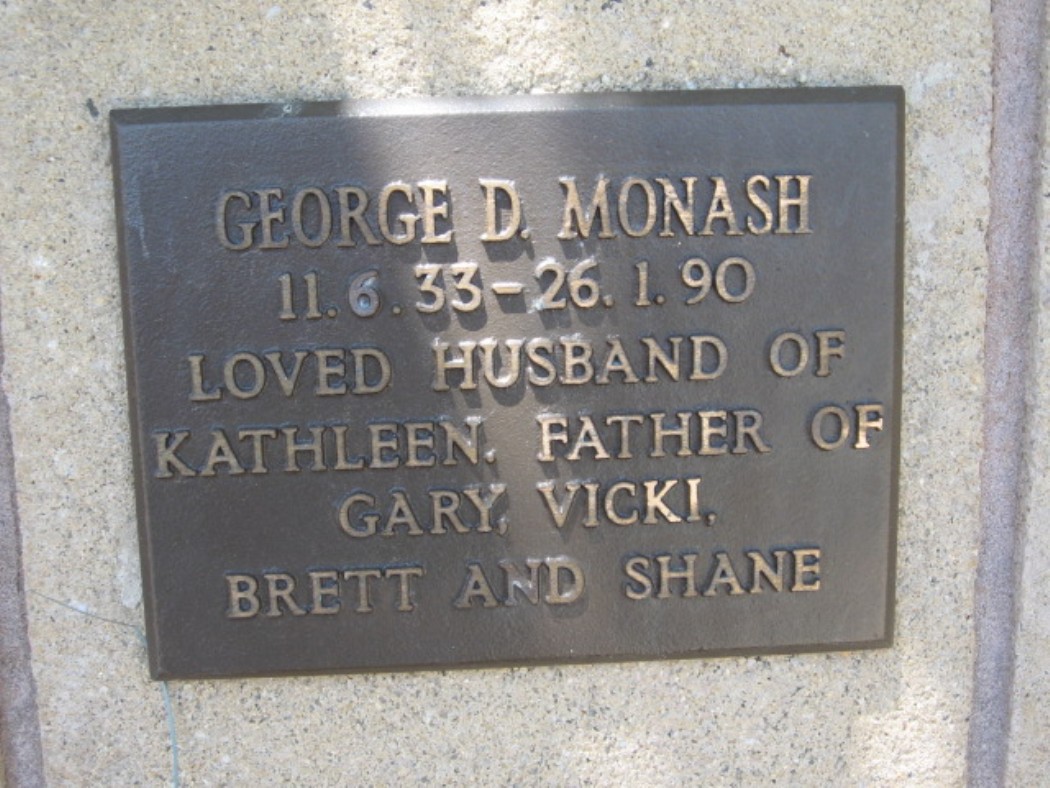 GEORGE D. MONASH
11.6.33-26.1.90
LOVED HUSBAND OF
KATHLEEN. FATHER OF
GARY, VICKI,
BRETT AND SHANE